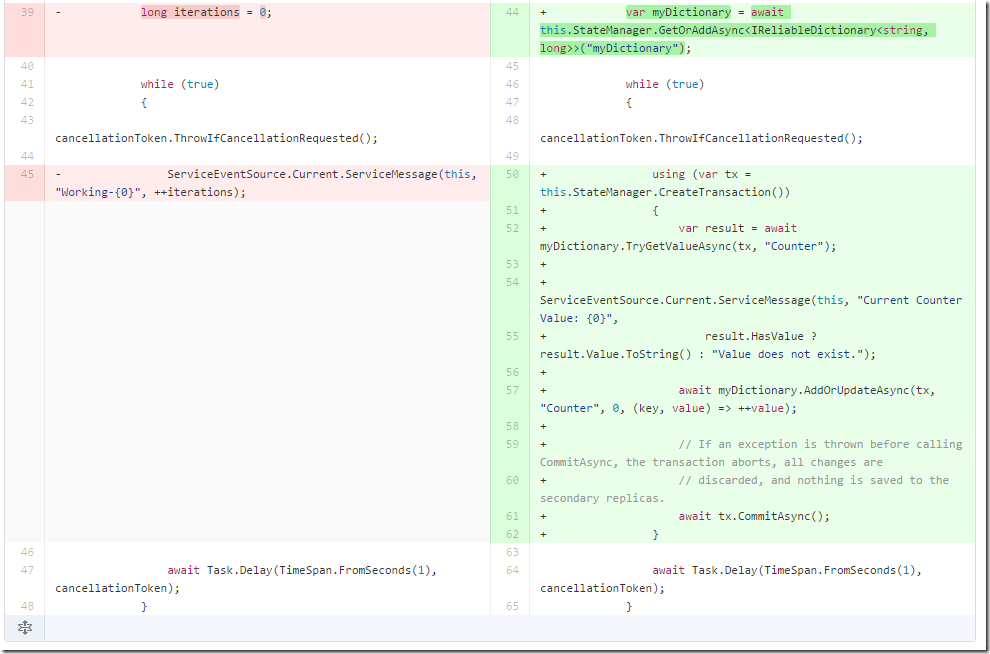 39 - long iterations = 0;
40
41 while (true)
42 {
43
cancellationToken.ThrowIfCancellationRequested();
44
45 - ServiceEventSource.Current.ServiceMessage(this,
"Working-{0}", ++iterations);
46
47 await Task.Delay(TimeSpan.FromSeconds(1),
cancellationToken);
48 }
44 + var myDictionary = await
this.StateManager.GetOrAddAsync<IReliableDictionary<string,
long>>("myDictionary");
45
46 while (true)
47 {
48
cancellationToken.ThrowIfCancellationRequested();
49
50 + using (var tx =
this.StateManager.CreateTransaction())
51 + {
52 + var result = await
myDictionary.TryGetValueAsync(tx, "Counter");
53 +
54 +
ServiceEventSource.Current.ServiceMessage(this, "Current Counter
Value: {0}",
55 + result.HasValue ?
result.Value.ToString() : "Value does not exist.");
56 +
57 + await myDictionary.AddOrUpdateAsync(tx,
"Counter", 0, (key, value) => ++value);
58 +
59 + // If an exception is thrown before calling
CommitAsync, the transaction aborts, all changes are
60 + // discarded, and nothing is saved to the
secondary replicas.
61 + await tx.CommitAsync();
62 + }
63
64 await Task.Delay(TimeSpan.FromSeconds(1),
cancellationToken);
65 }